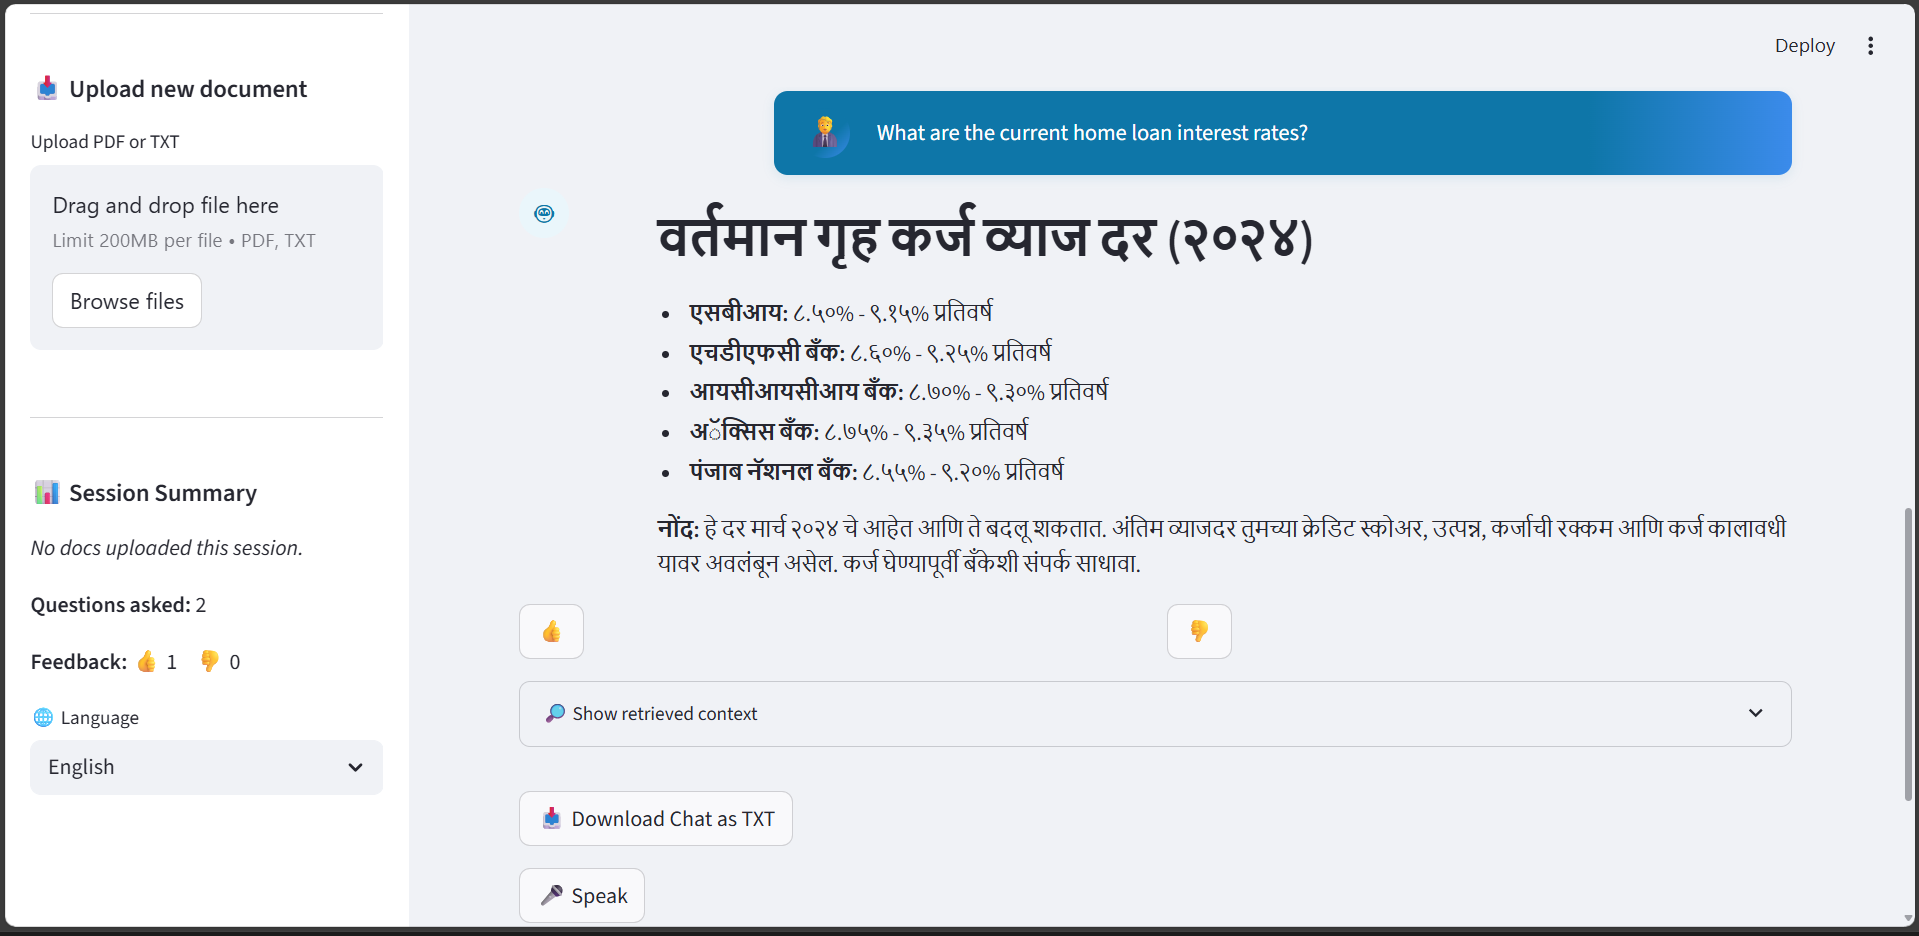 Deploy
Upload new document
Upload PDF or TXT
Drag and drop file here
Limit 200MB per file • PDF, TXT
Browse files
Session Summary
No docs uploaded this session.
Questions asked: 2
Feedback: 👍 1 👎 0
Language
English
What are the current home loan interest rates?
वर्तमान गृह कर्ज व्याज दर (२०२४)
• एसबीआय: ८.५०% - ९.१५% प्रतिवर्ष
• एचडीएफसी बँक: ८.६०% - ९.२५% प्रतिवर्ष
• आयसीआयसीआय बँक: ८.७०% - ९.३०% प्रतिवर्ष
• अॅक्सिस बँक: ८.७५% - ९.३५% प्रतिवर्ष
• पंजाब नॅशनल बँक: ८.५५% - ९.२०% प्रतिवर्ष
नोंद: हे दर मार्च २०२४ चे आहेत आणि ते बदलू शकतात. अंतिम व्याजदर तुमच्या क्रेडिट स्कोअर, उत्पन्न, कर्जाची रक्कम आणि कर्ज कालावधी
यावर अवलंबून असेल. कर्ज घेण्यापूर्वी बँकेशी संपर्क साधावा.
Show retrieved context
Download Chat as TXT
Speak